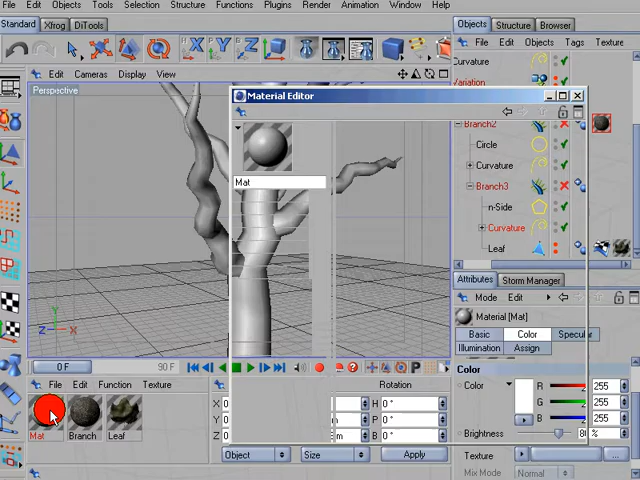 File Edit Objects Tools Selection Structure Functions Plugins Render Animation Window Help
Standard Xfrog DiTools
Objects Structure Browser
File Edit Objects Tags Texture
Edit Cameras Display View
Perspective
Material Editor
Mat
Curvature
Variation
Branch2
Circle
Curvature
Branch3
n-Side
Curvature
Leaf
Attributes Storm Manager
Mode Edit
Material [Mat]
Basic Color Specular
Illumination Assign
Color
Color R 255
G 255
B 255
Brightness %
Texture ...
Mix Mode Normal
Y
Z X
0 F 90 F
File Edit Function Texture
Mat Branch Leaf
Rotation
X 0 H 0 °
Y 0 P 0 °
Z 0 m B 0 °
Object Size Apply